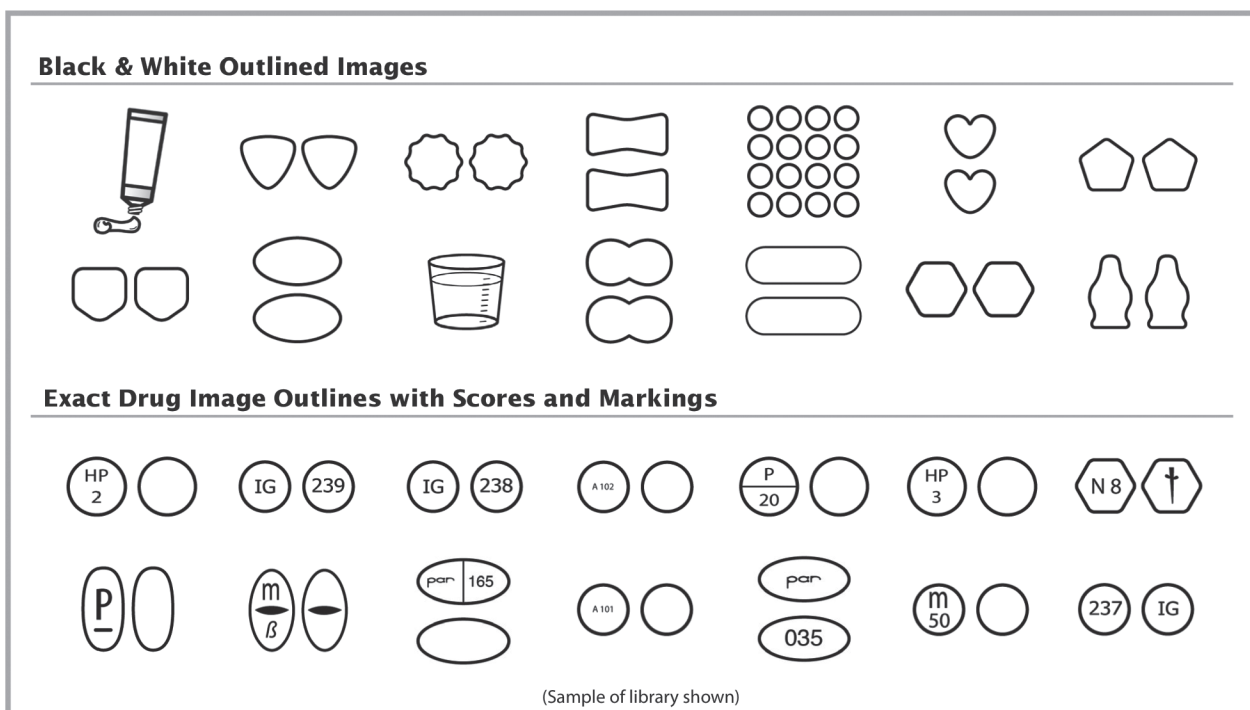 Black & White Outlined Images
Exact Drug Image Outlines with Scores and Markings
HP
2
IG
239
IG
238
A 102
P
20
HP
3
N 8
P
m
ß
par
165
A 101
par
035
m
50
237
IG
(Sample of library shown)